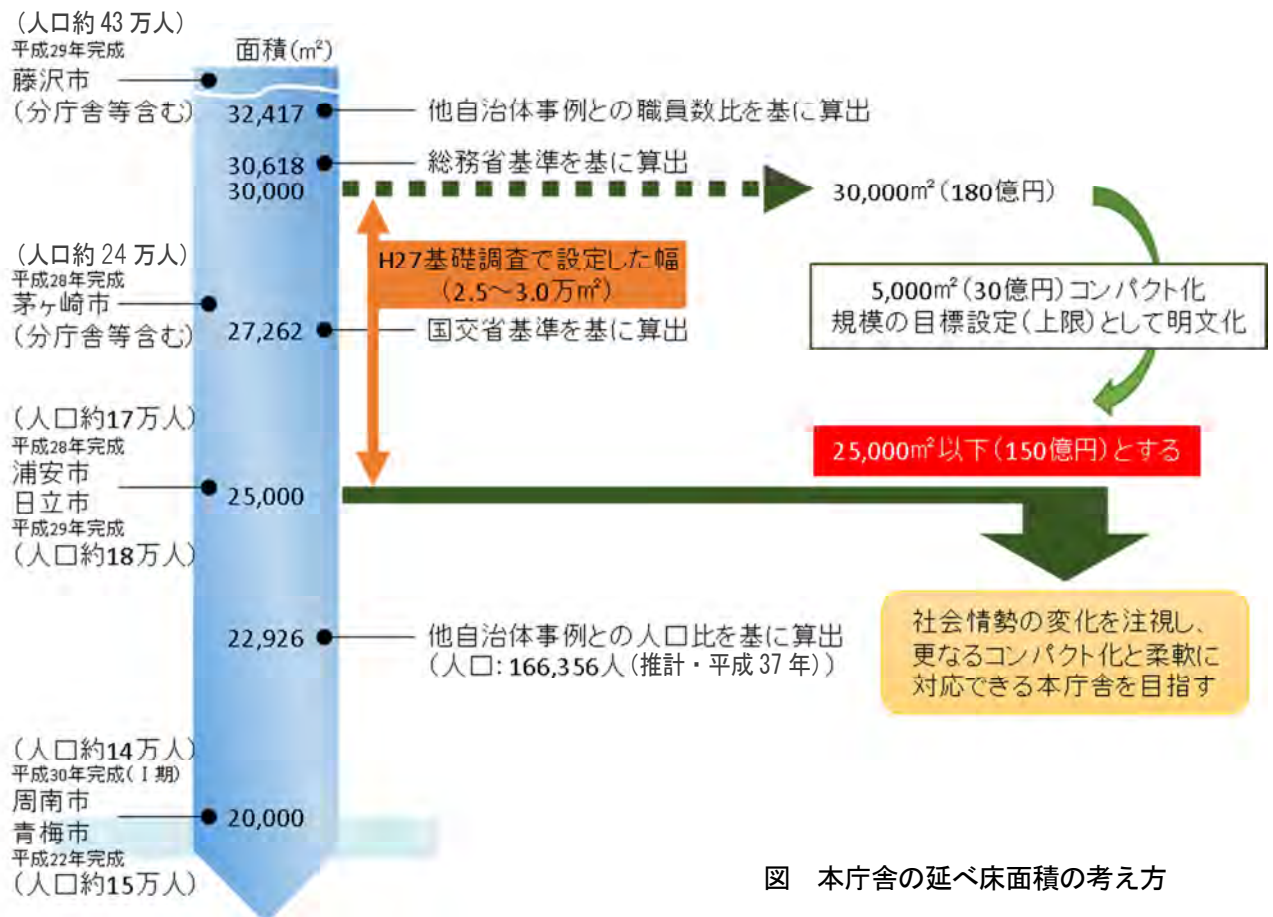 (人口約 43 万人)
平成29年完成
藤沢市
(分庁舎等含む)
面積(㎡)
32,417
他自治体事例との職員数比を基に算出
30,618
総務省基準を基に算出
30,000
30,000㎡(180億円)
H27基礎調査で設定した幅
(2.5～3.0万㎡)
5,000㎡(30億円)コンパクト化
規模の目標設定(上限)として明文化
(人口約 24 万人)
平成28年完成
茅ヶ崎市
(分庁舎等含む)
27,262
国交省基準を基に算出
25,000㎡以下(150億円)とする
(人口約17万人)
平成28年完成
浦安市
日立市
平成29年完成
(人口約18万人)
25,000
社会情勢の変化を注視し、
更なるコンパクト化と柔軟に
対応できる本庁舎を目指す
22,926
他自治体事例との人口比を基に算出
(人口：166,356人(推計・平成 37 年))
(人口約14万人)
平成30年完成(Ⅰ期)
周南市
青梅市
平成22年完成
(人口約15万人)
20,000
図　本庁舎の延べ床面積の考え方